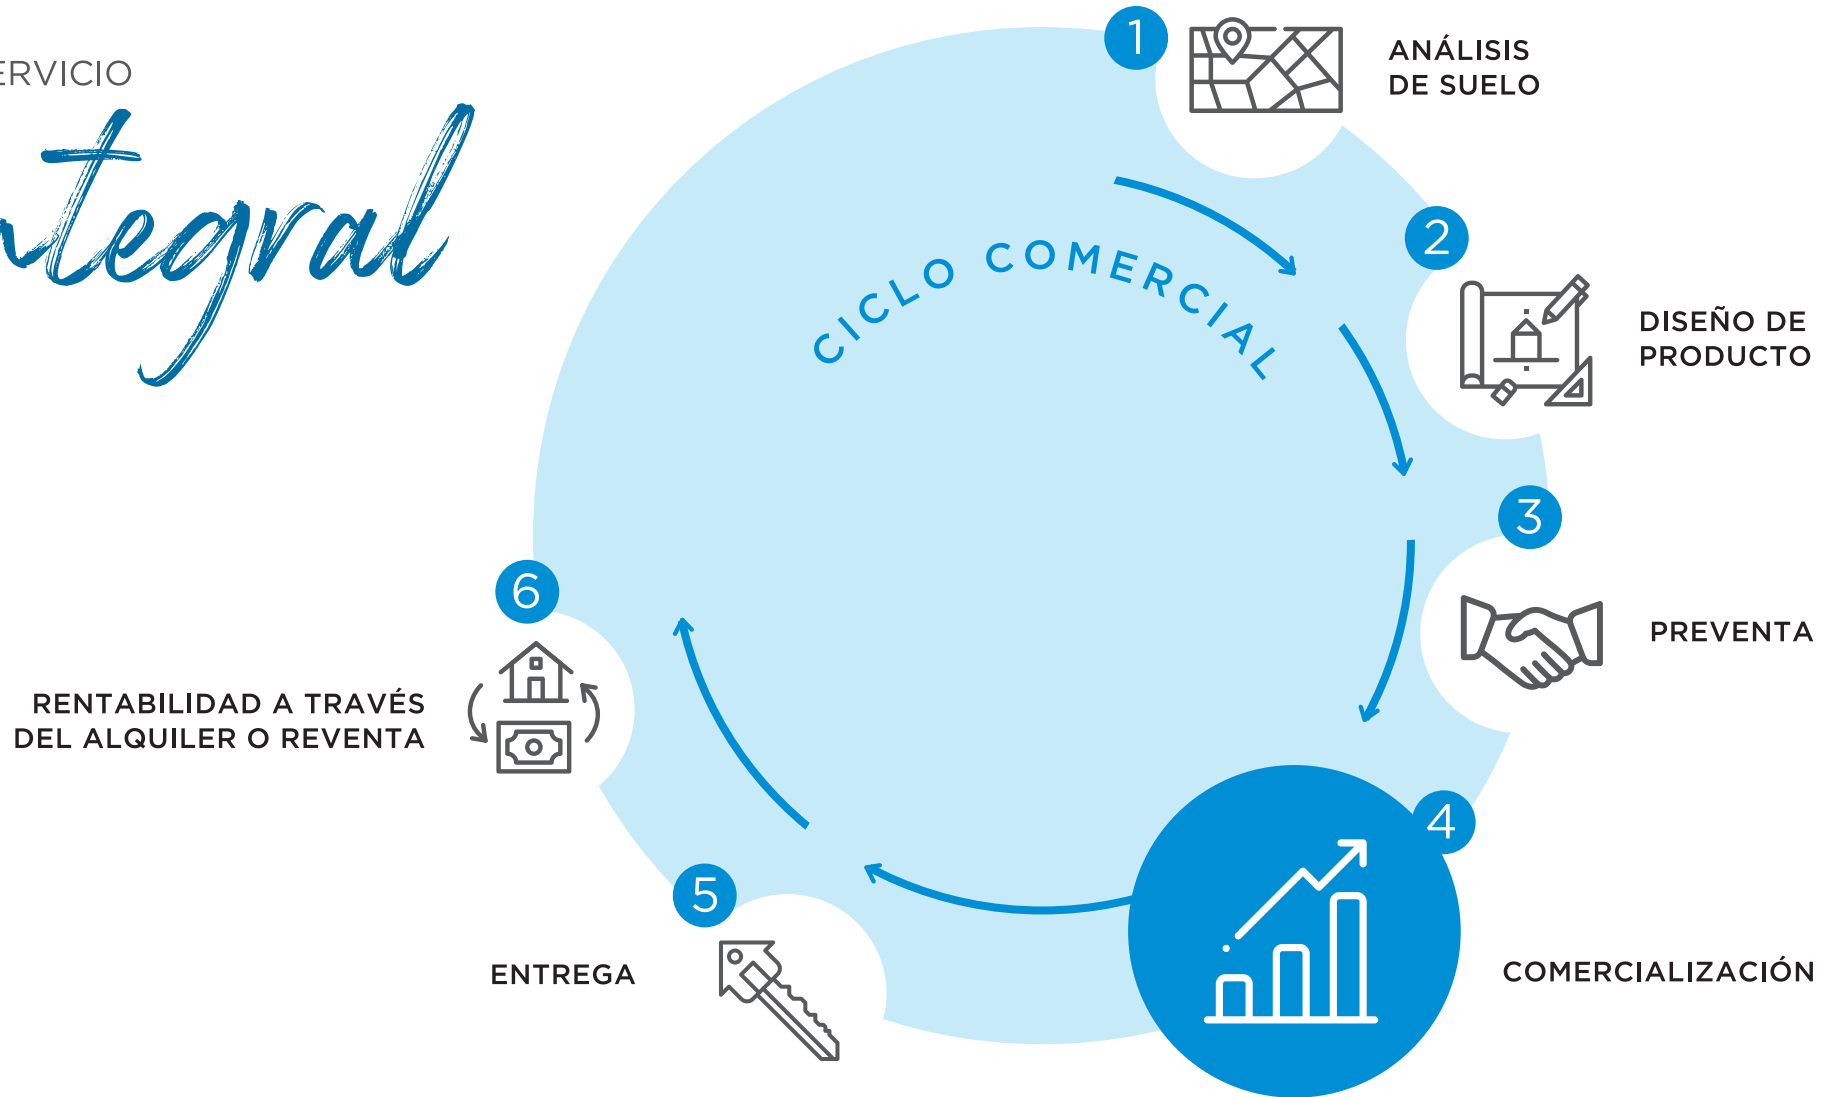 ERVICIO
ntegral
CICLO COMERCIAL
1
ANÁLISIS
DE SUELO
2
DISEÑO DE
PRODUCTO
3
PREVENTA
4
COMERCIALIZACIÓN
5
ENTREGA
6
RENTABILIDAD A TRAVÉS
DEL ALQUILER O REVENTA